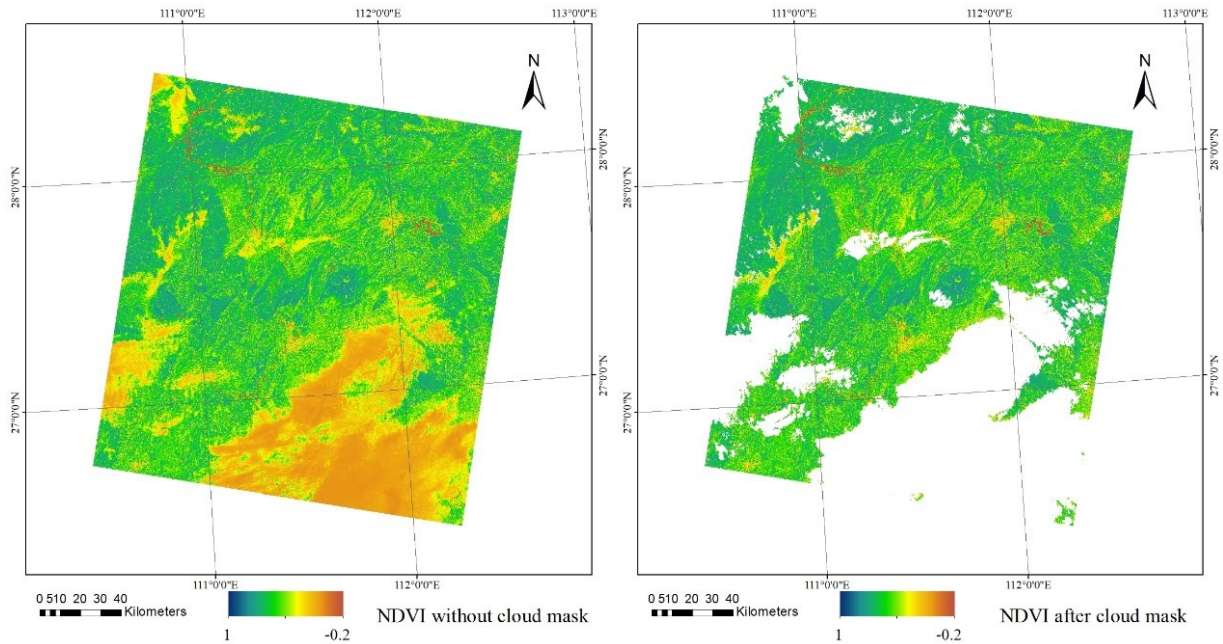 111°0'0"E 112°0'0"E 113°0'0"E
N
28°0'0"N 28°0'0"N
27°0'0"N 27°0'0"N
111°0'0"E 112°0'0"E
0 5 10 20 30 40
Kilometers
1 -0.2
NDVI without cloud mask
111°0'0"E 112°0'0"E 113°0'0"E
N
28°0'0"N 28°0'0"N
27°0'0"N 27°0'0"N
111°0'0"E 112°0'0"E
0 5 10 20 30 40
Kilometers
1 -0.2
NDVI after cloud mask